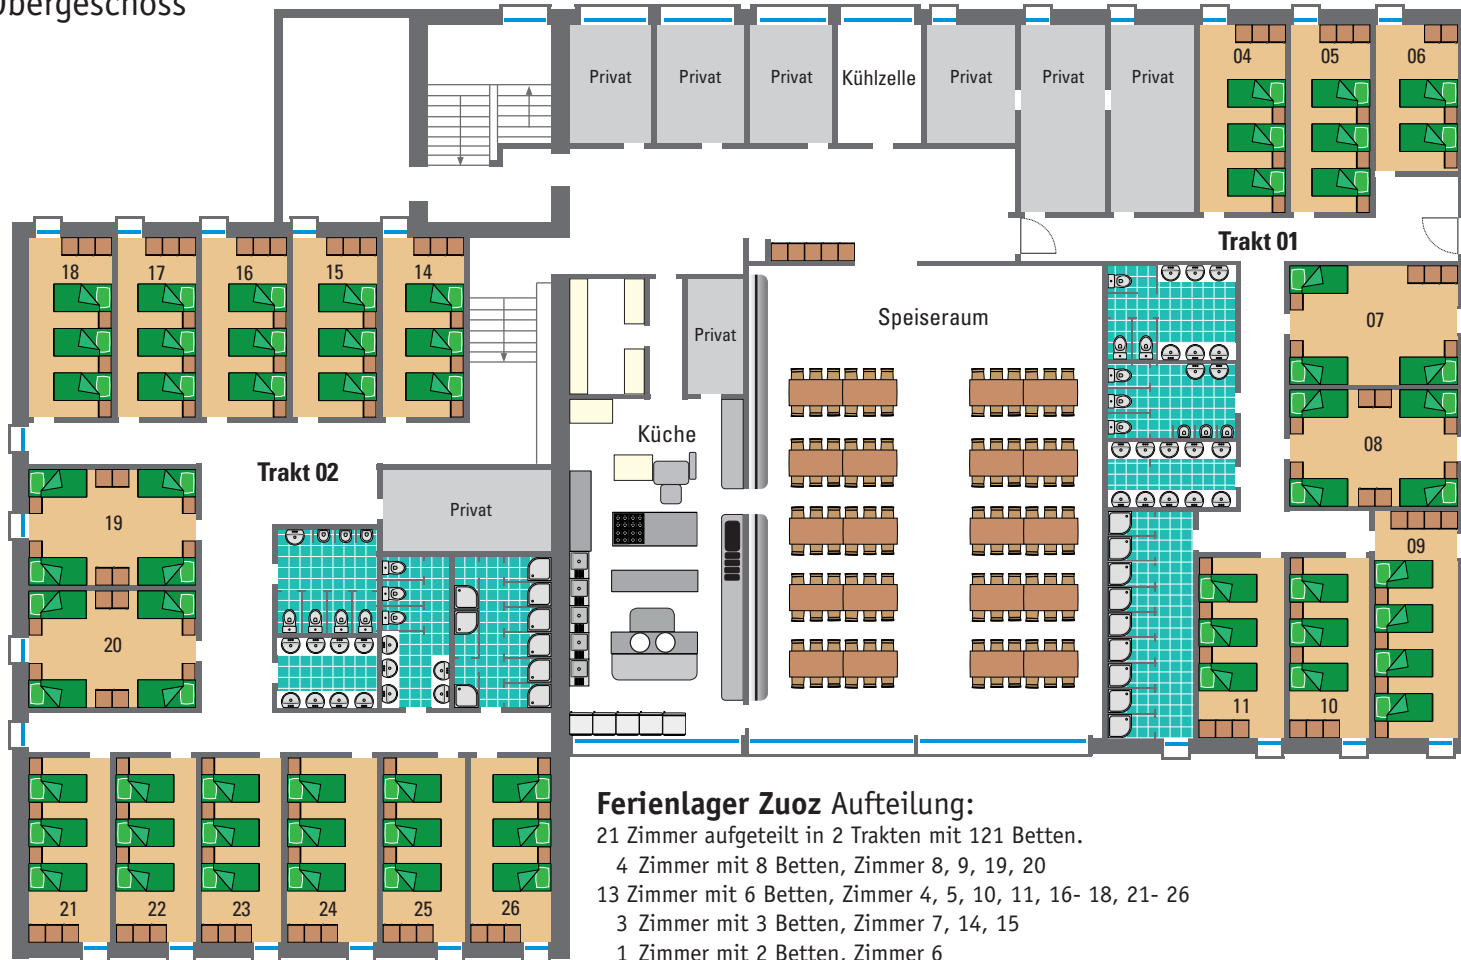 Obergeschoss
Privat
Privat
Privat
Kühlzelle
Privat
Privat
Privat
04
05
06
Trakt 01
18
17
16
15
14
Privat
Speiseraum
07
08
Küche
Trakt 02
19
Privat
09
20
11
10
21
22
23
24
25
26
Ferienlager Zuoz Aufteilung:
21 Zimmer aufgeteilt in 2 Trakten mit 121 Betten.
4 Zimmer mit 8 Betten, Zimmer 8, 9, 19, 20
13 Zimmer mit 6 Betten, Zimmer 4, 5, 10, 11, 16- 18, 21- 26
3 Zimmer mit 3 Betten, Zimmer 7, 14, 15
1 Zimmer mit 2 Betten, Zimmer 6